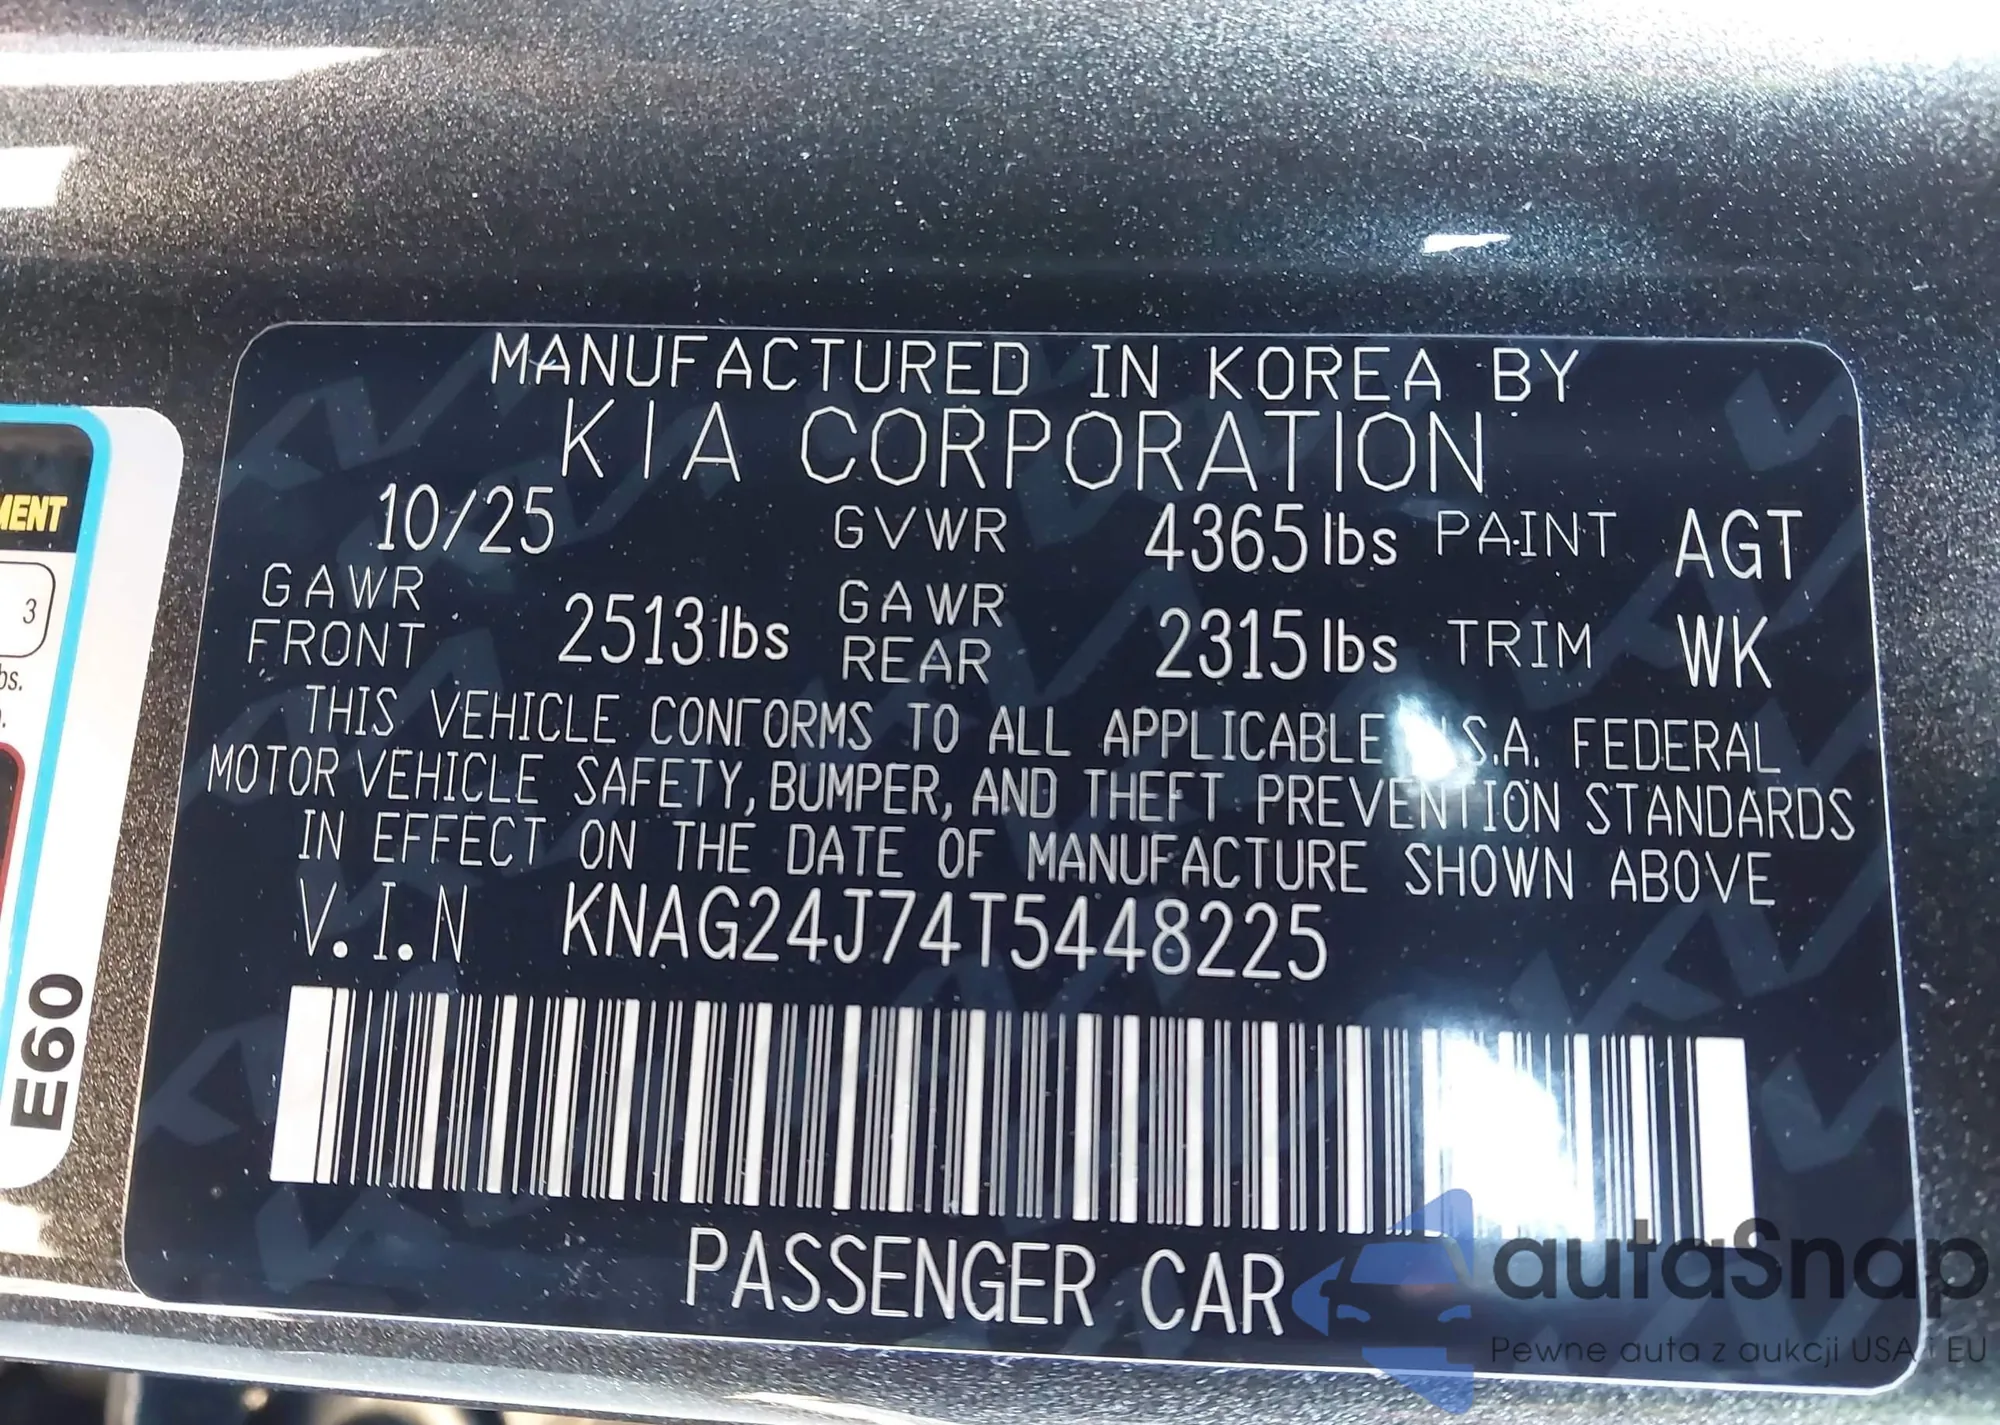 MANUFACTURED IN KOREA BY
KIA CORPORATION
10/25 GVWR 4365 lbs PAINT AGT
GAWR FRONT 2513 lbs GAWR REAR 2315 lbs TRIM WK
THIS VEHICLE CONFORMS TO ALL APPLICABLE U.S.A. FEDERAL
MOTOR VEHICLE SAFETY, BUMPER, AND THEFT PREVENTION STANDARDS
IN EFFECT ON THE DATE OF MANUFACTURE SHOWN ABOVE
V.I.N KNAG24J74T5448225
PASSENGER CAR
3
E60
autaSnap
Pewne auta z aukcji USA i EU